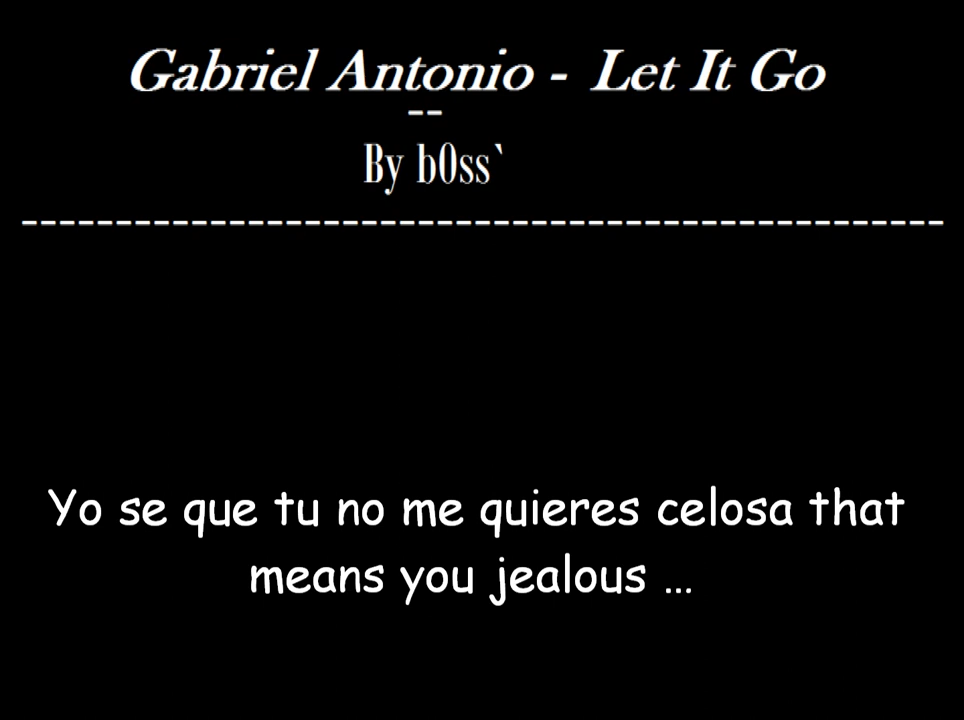 Gabriel Antonio - Let It Go
--
By b0ss`
-------------------------------------------------
Yo se que tu no me quieres celosa that
means you jealous ...